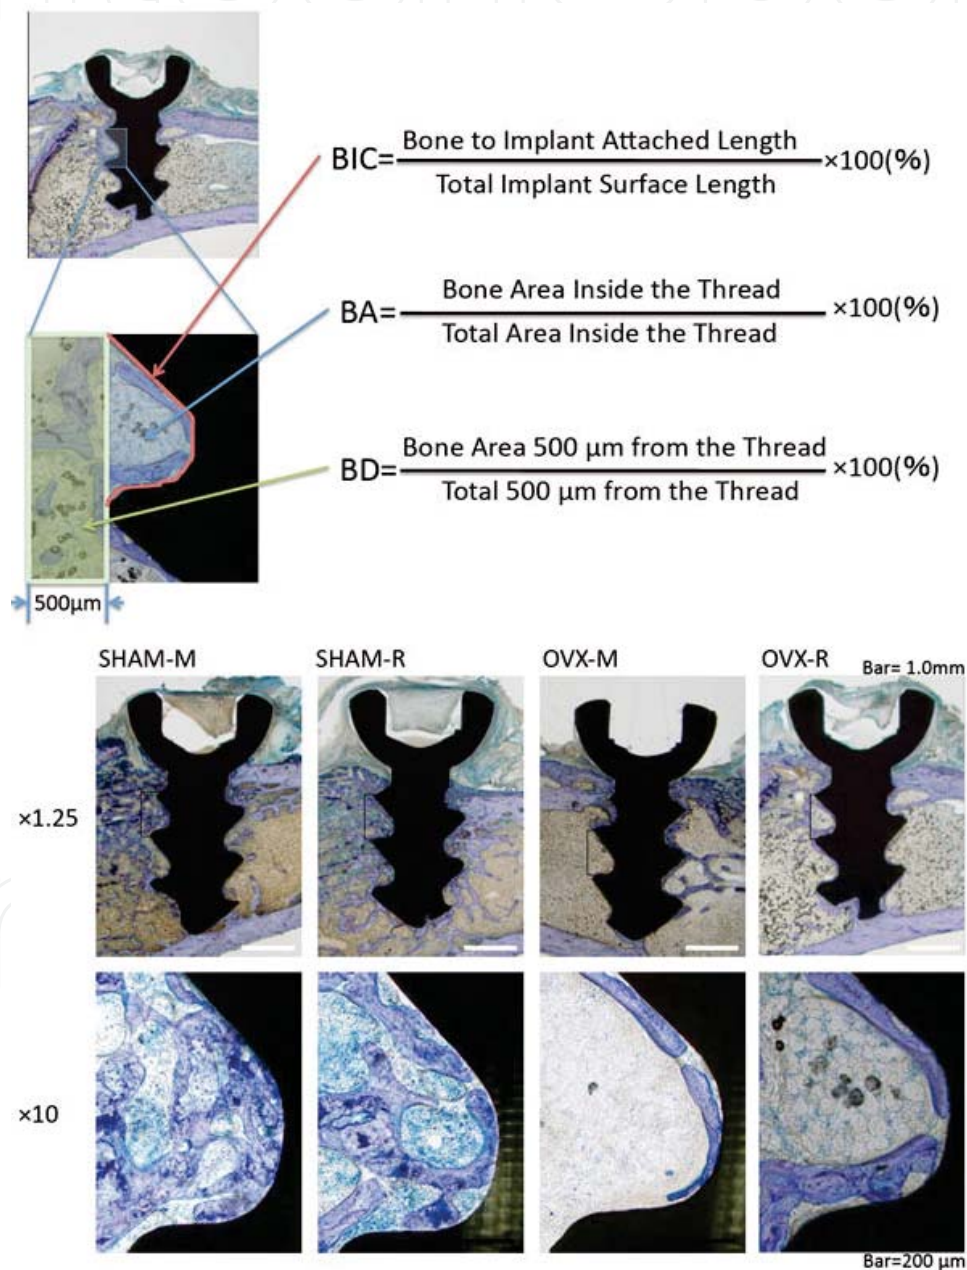 BIC= Bone to Implant Attached Length ×100(%)
Total Implant Surface Length
BA= Bone Area Inside the Thread ×100(%)
Total Area Inside the Thread
BD= Bone Area 500 μm from the Thread ×100(%)
Total 500 μm from the Thread
500μm
SHAM-M SHAM-R OVX-M OVX-R Bar= 1.0mm
×1.25
×10
Bar=200 μm